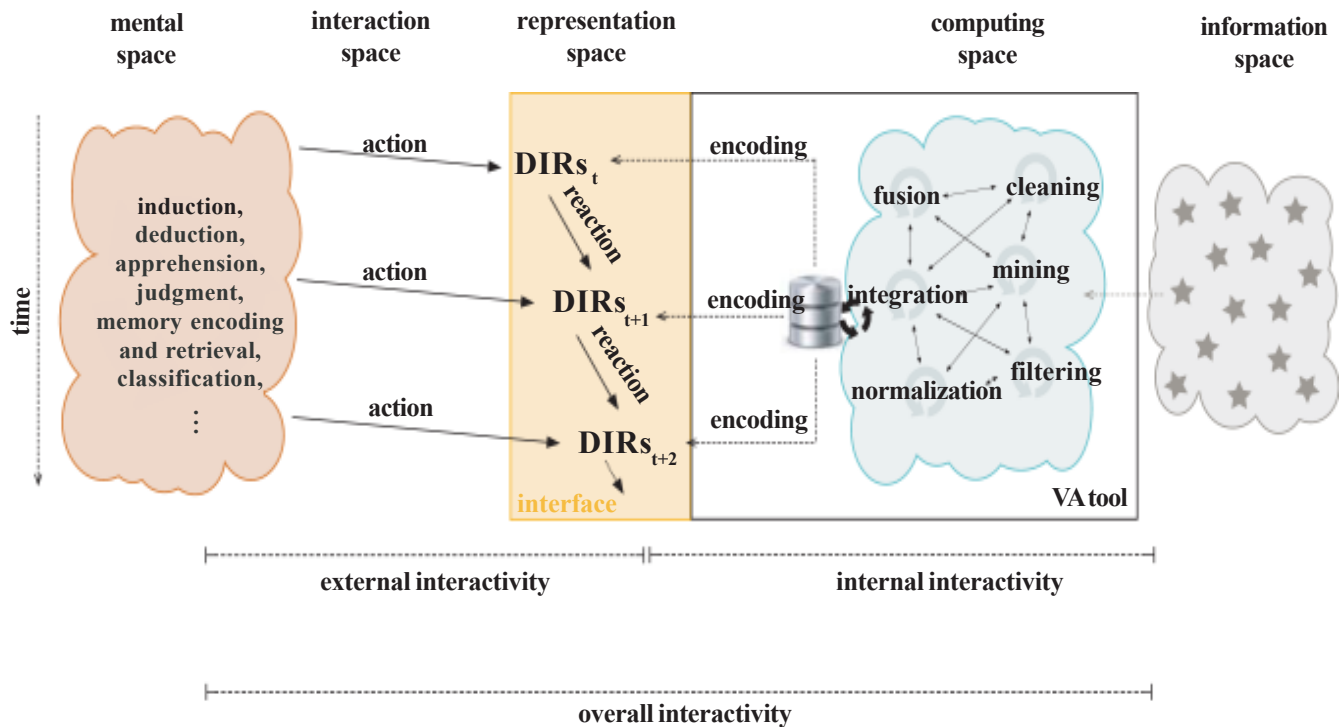 mental
space
interaction
space
representation
space
computing
space
information
space
time
induction,
deduction,
apprehension,
judgment,
memory encoding
and retrieval,
classification,
⋮
action
action
action
DIRs t
reaction
DIRs t+1
reaction
DIRs t+2
interface
encoding
encoding
encoding
fusion
cleaning
mining
integration
filtering
normalization
VA tool
external interactivity
internal interactivity
overall interactivity